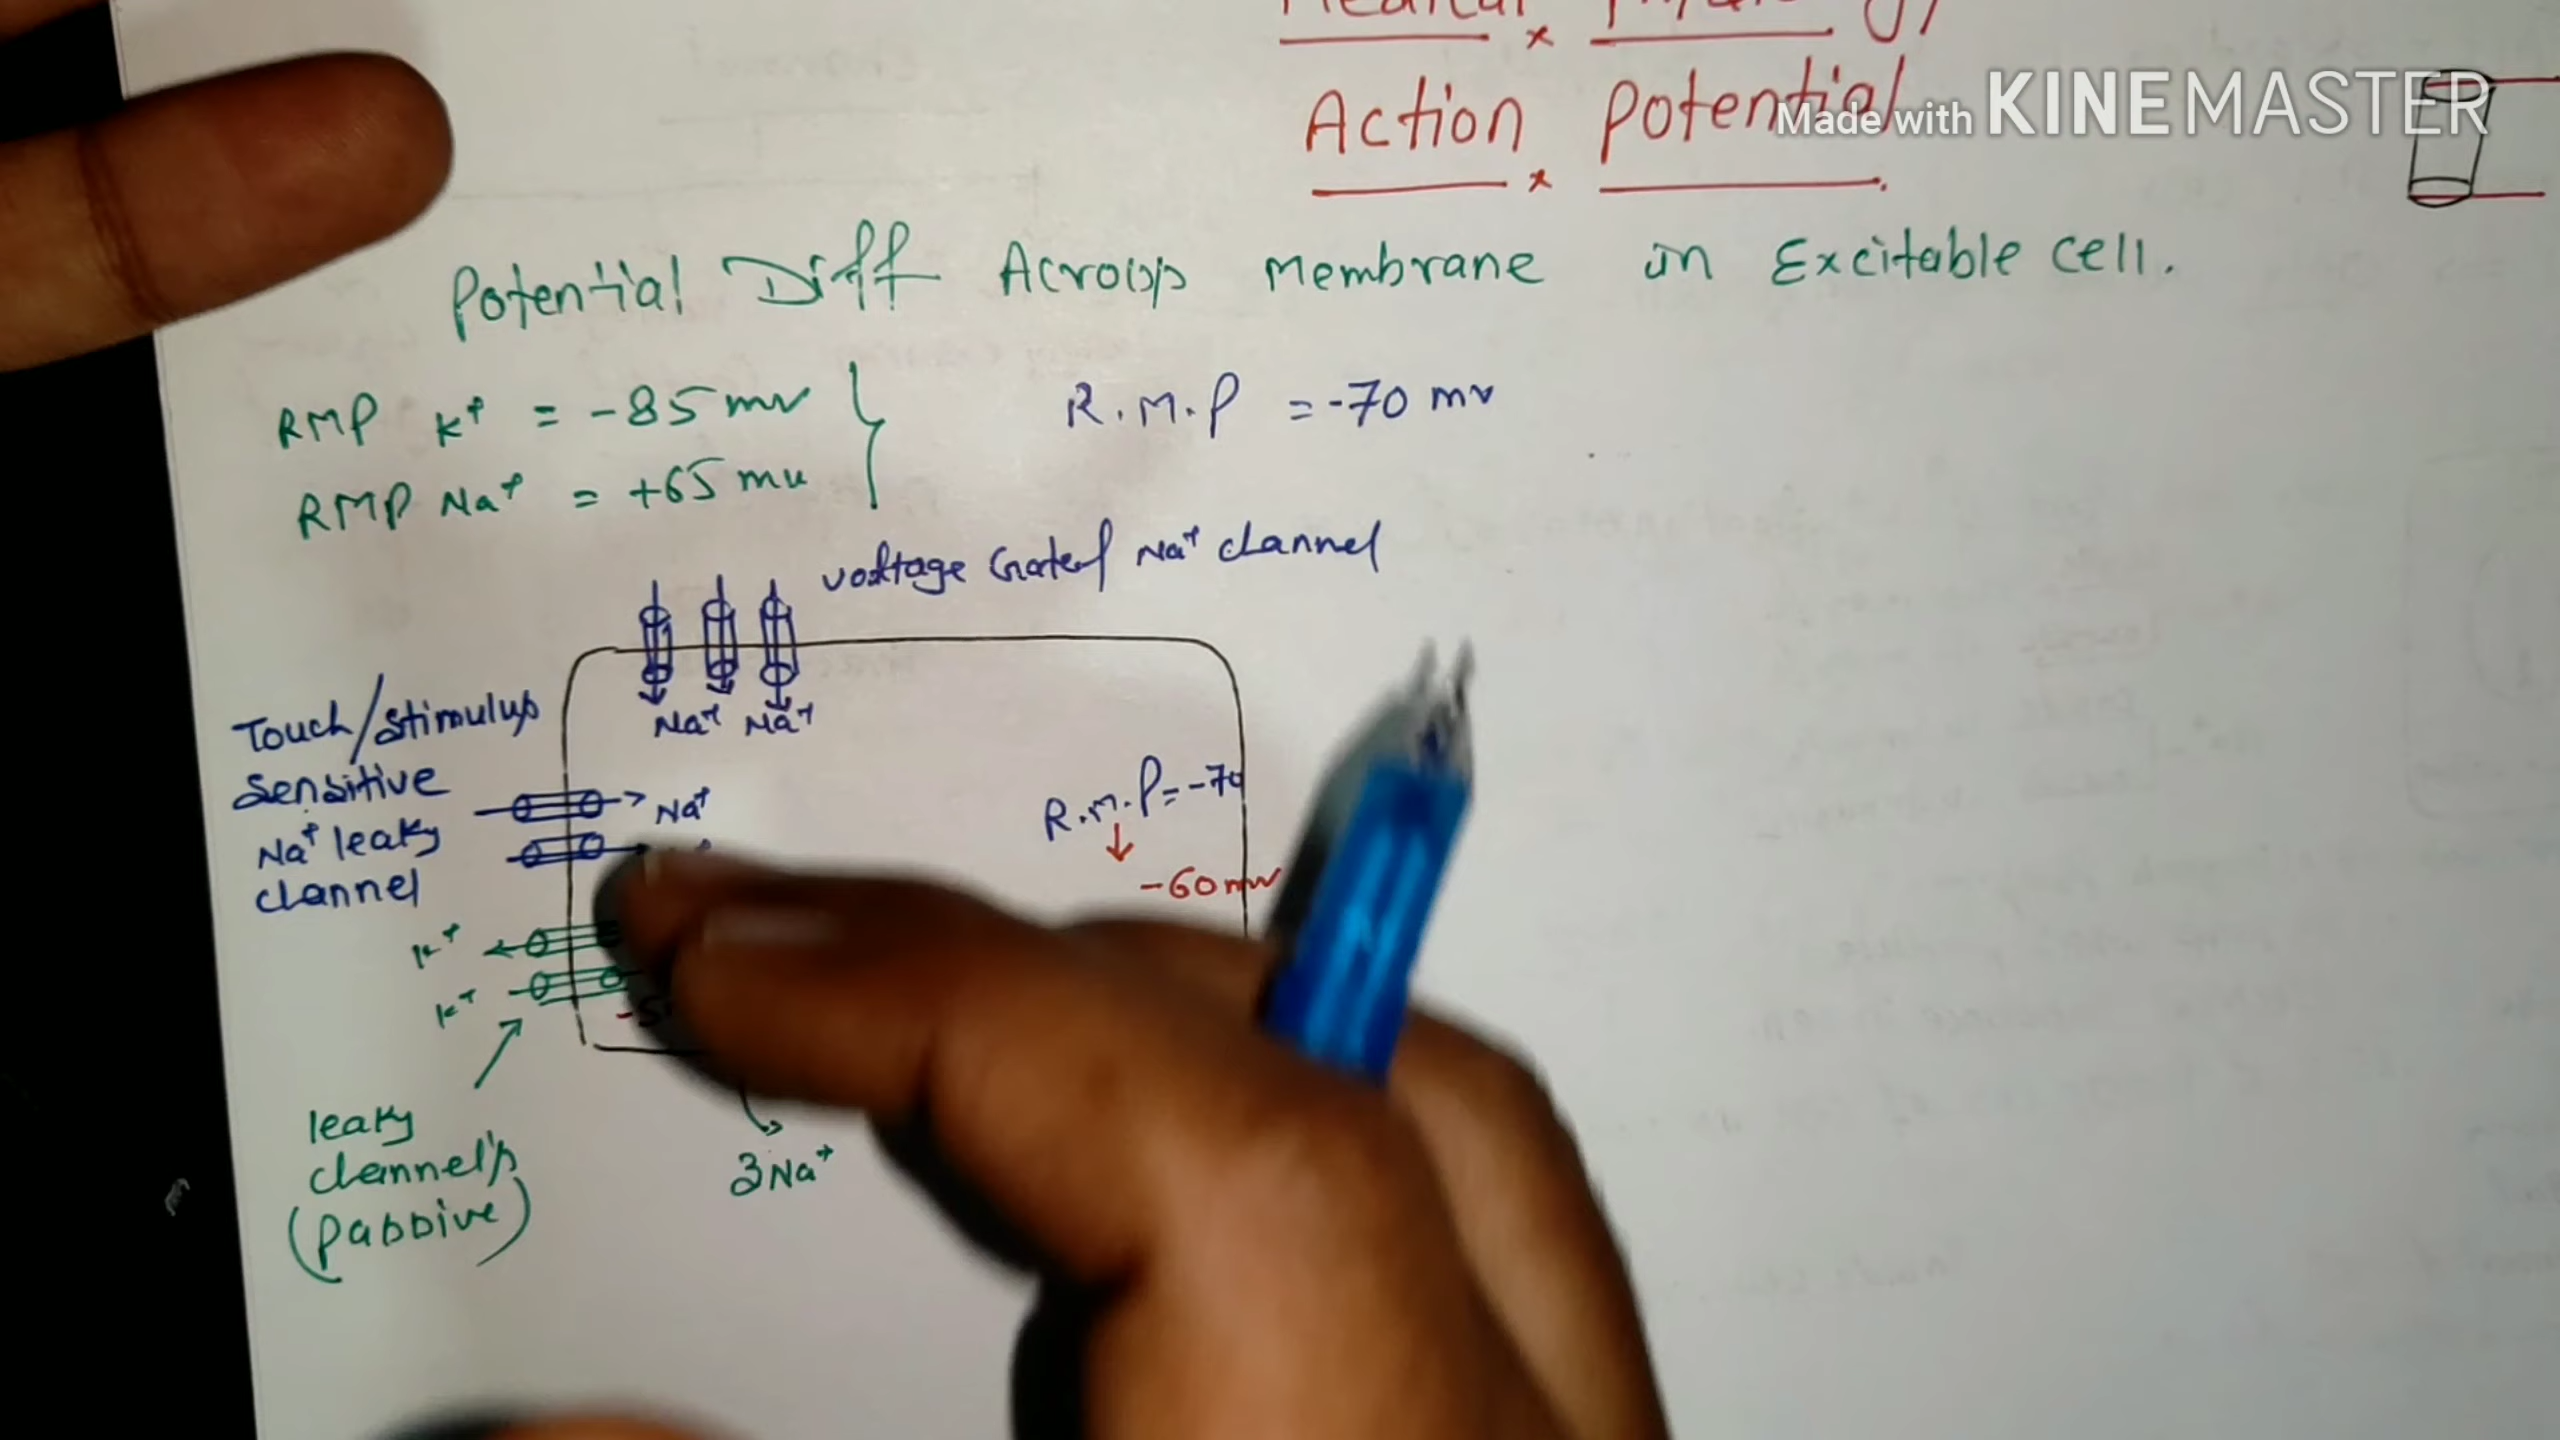 Medical
Action Potential
Made with KINEMASTER
Potential Diff Across Membrane in Excitable cell.
RMP K+ = -85 mv
R.M.P = -70 mv
RMP Na+ = +65 mv
voltage Gated Na+ channel
Na+ Na+
Touch/stimulus
Sensitive
Na+ leaky
channel
Na+
R.M.P = -70
-60 mv
K+
K+
leaky
channel's
(passive)
3Na+